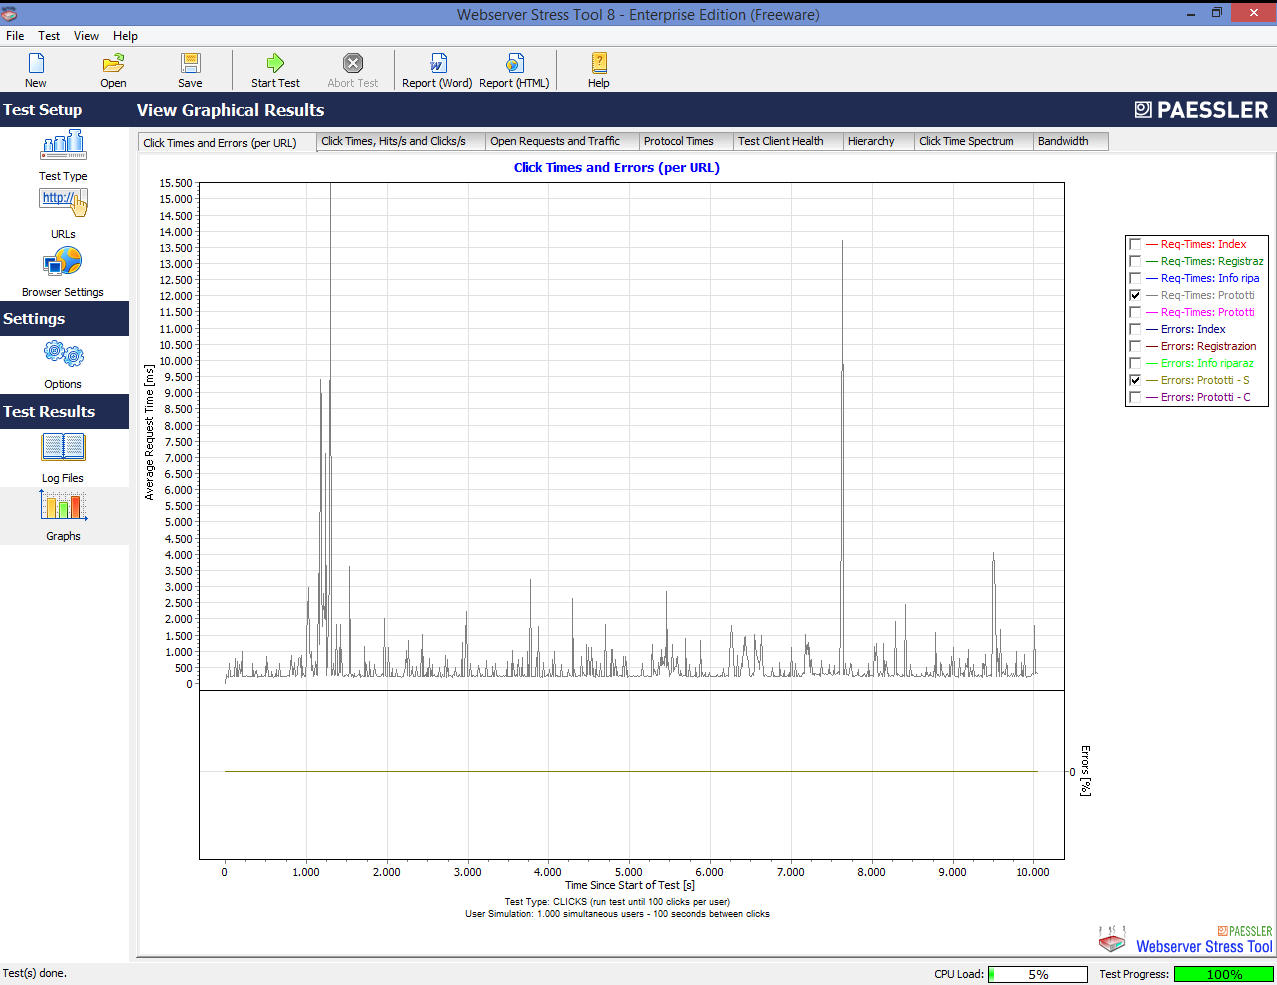 Webserver Stress Tool 8 - Enterprise Edition (Freeware)
File Test View Help
New Open Save Start Test Abort Test Report (Word) Report (HTML) Help
Test Setup
View Graphical Results
PAESSLER
Test Type
http://
URLs
Browser Settings
Settings
Options
Test Results
Log Files
Graphs
Click Times and Errors (per URL) Click Times, Hits/s and Clicks/s Open Requests and Traffic Protocol Times Test Client Health Hierarchy Click Time Spectrum Bandwidth
Click Times and Errors (per URL)
Average Request Time [ms]
15.500
15.000
14.500
14.000
13.500
13.000
12.500
12.000
11.500
11.000
10.500
10.000
9.500
9.000
8.500
8.000
7.500
7.000
6.500
6.000
5.500
5.000
4.500
4.000
3.500
3.000
2.500
2.000
1.500
1.000
500
0
0
Errors [%]
0 1.000 2.000 3.000 4.000 5.000 6.000 7.000 8.000 9.000 10.000
Time Since Start of Test [s]
Test Type: CLICKS (run test until 100 clicks per user)
User Simulation: 1.000 simultaneous users - 100 seconds between clicks
Req-Times: Index
Req-Times: Registraz
Req-Times: Info ripa
Req-Times: Prototti
Req-Times: Prototti
Errors: Index
Errors: Registrazion
Errors: Info riparaz
Errors: Prototti - S
Errors: Prototti - C
PAESSLER
Webserver Stress Tool
Test(s) done.
CPU Load: 5% Test Progress: 100%